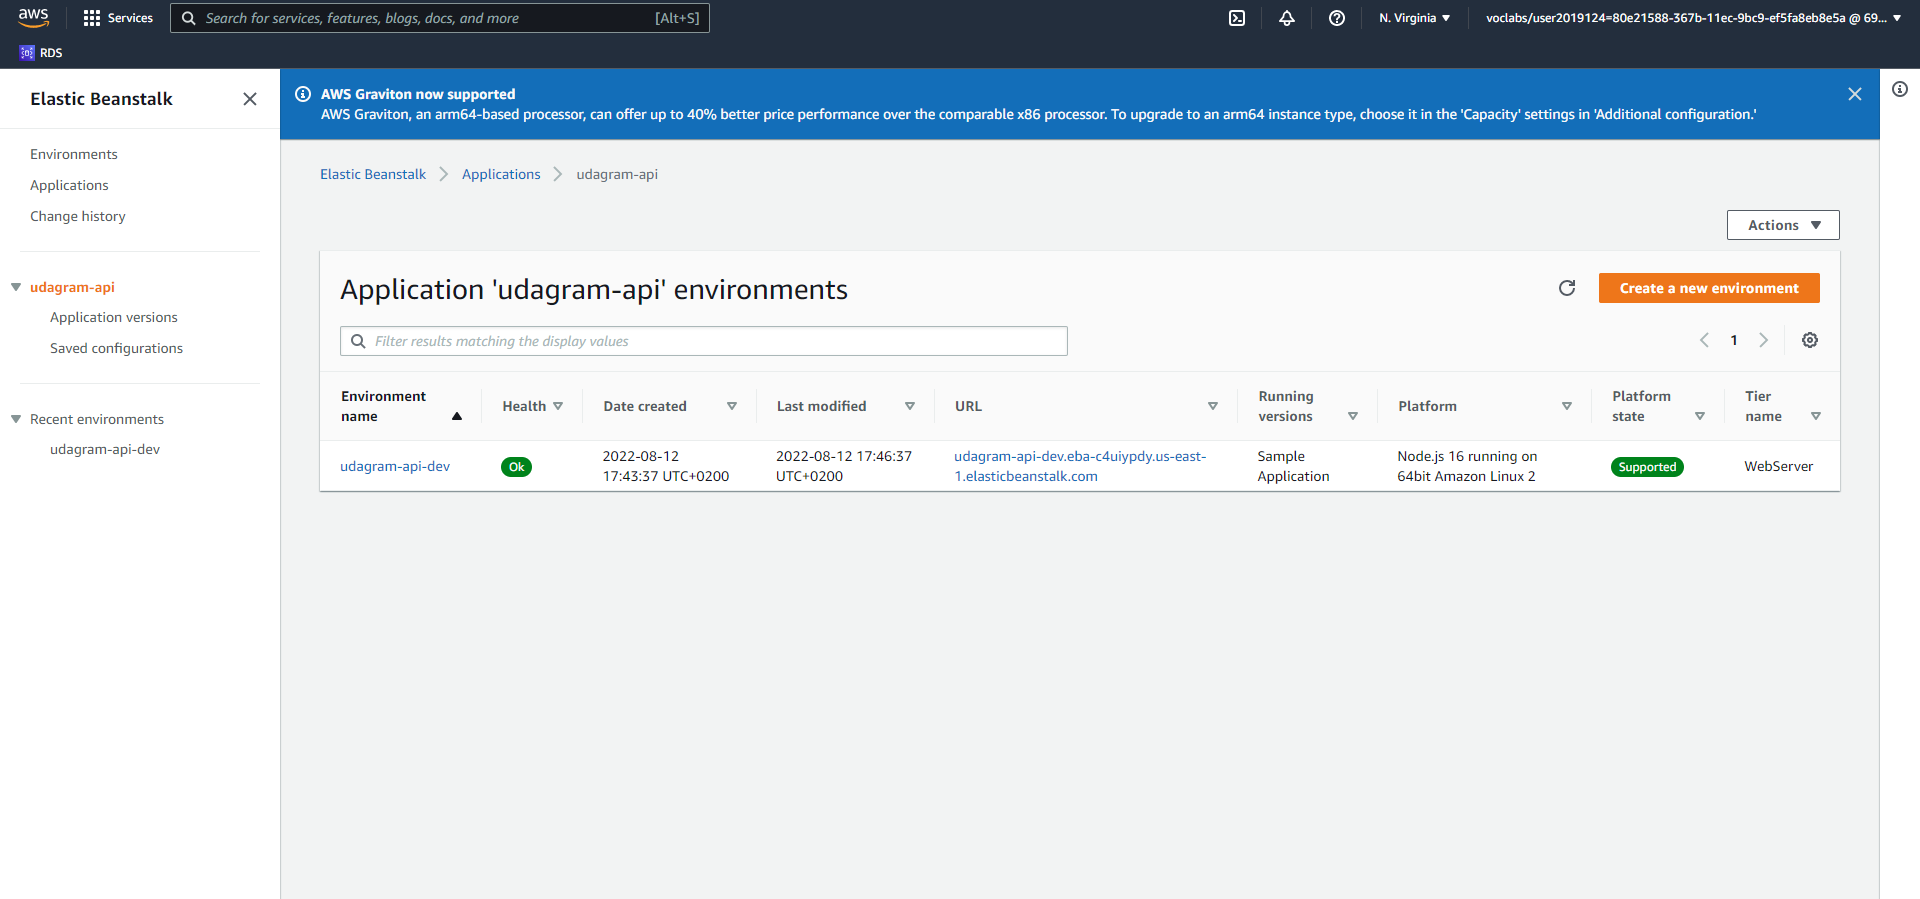 aws
Services
Search for services, features, blogs, docs, and more [Alt+S]
N. Virginia
voclabs/user2019124=80e21588-367b-11ec-9bc9-ef5fa8eb8e5a @ 69...
RDS
Elastic Beanstalk
Environments
Applications
Change history
udagram-api
Application versions
Saved configurations
Recent environments
udagram-api-dev
AWS Graviton now supported
AWS Graviton, an arm64-based processor, can offer up to 40% better price performance over the comparable x86 processor. To upgrade to an arm64 instance type, choose it in the 'Capacity' settings in 'Additional configuration.'
Elastic Beanstalk Applications udagram-api
Actions
Application 'udagram-api' environments
Create a new environment
Filter results matching the display values
1
Environment
name
Health
Date created
Last modified
URL
Running
versions
Platform
Platform
state
Tier
name
udagram-api-dev
Ok
2022-08-12
17:43:37 UTC+0200
2022-08-12 17:46:37
UTC+0200
udagram-api-dev.eba-c4uiypdy.us-east-
1.elasticbeanstalk.com
Sample
Application
Node.js 16 running on
64bit Amazon Linux 2
Supported
WebServer